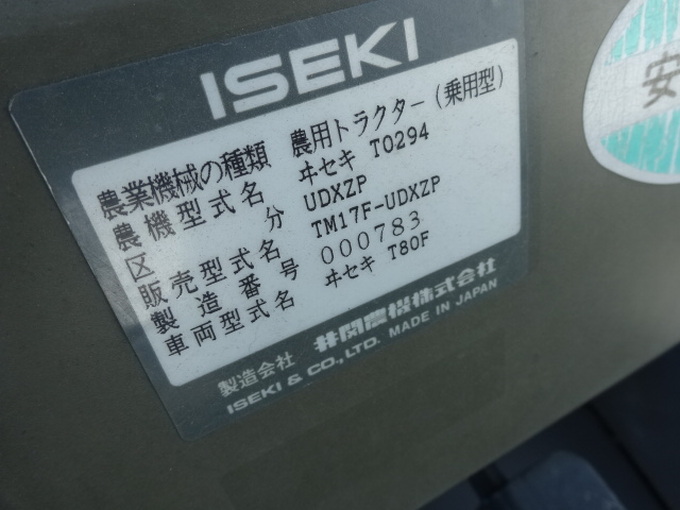 ISEKI
農業機械の種類 農用トラクター(乗用型)
農機型式名 ヰセキ T0294
区分 UDXZP
販売型式名 TM17F-UDXZP
製造番号 000783
車両型式名 ヰセキ T80F
製造会社 井関農機株式会社
ISEKI & CO.,LTD. MADE IN JAPAN
安